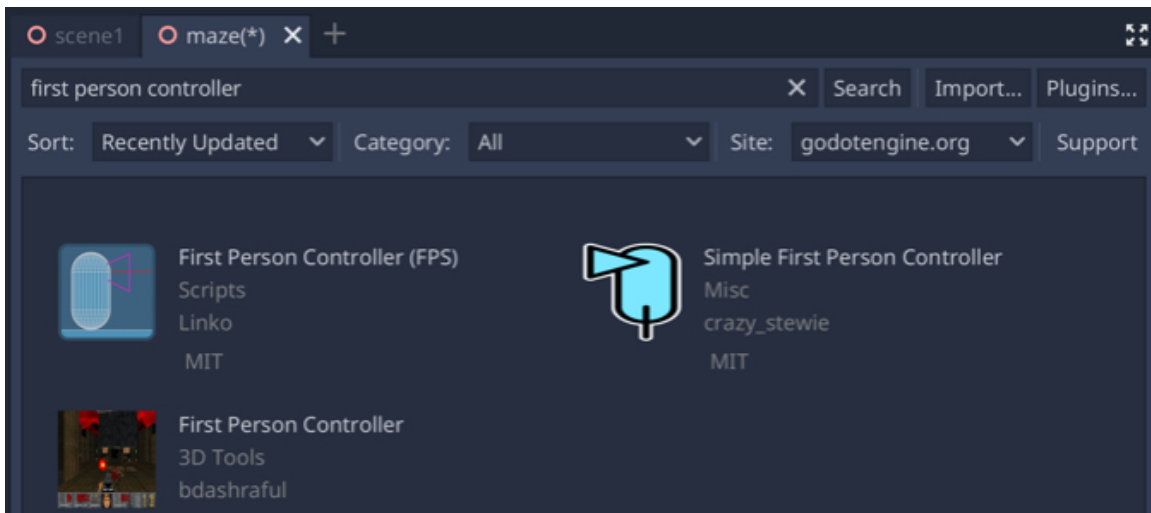 scene1 maze(*)
first person controller Search Import... Plugins...
Sort: Recently Updated Category: All Site: godotengine.org Support
First Person Controller (FPS)
Scripts
Linko
MIT
Simple First Person Controller
Misc
crazy_stewie
MIT
First Person Controller
3D Tools
bdashraful